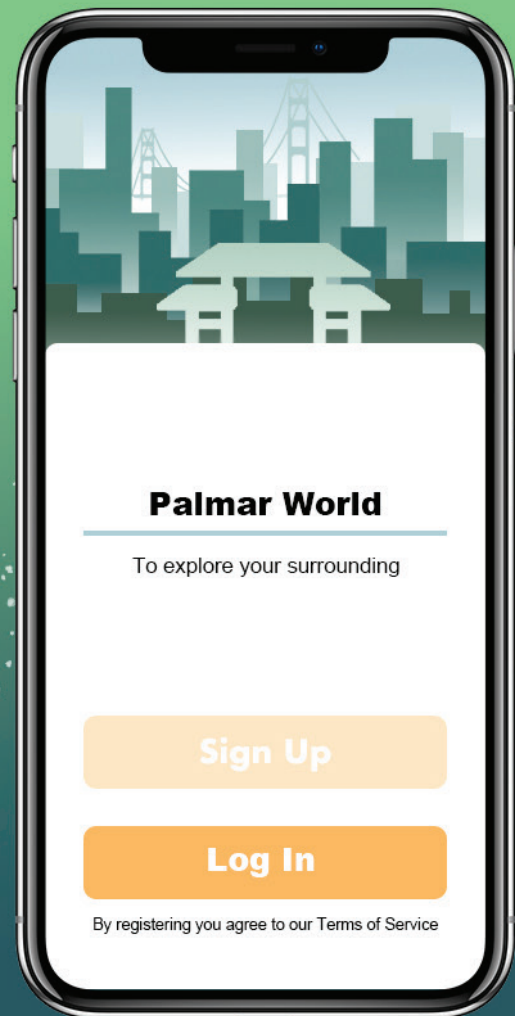 Palmar World
To explore your surrounding
Sign Up
Log In
By registering you agree to our Terms of Service